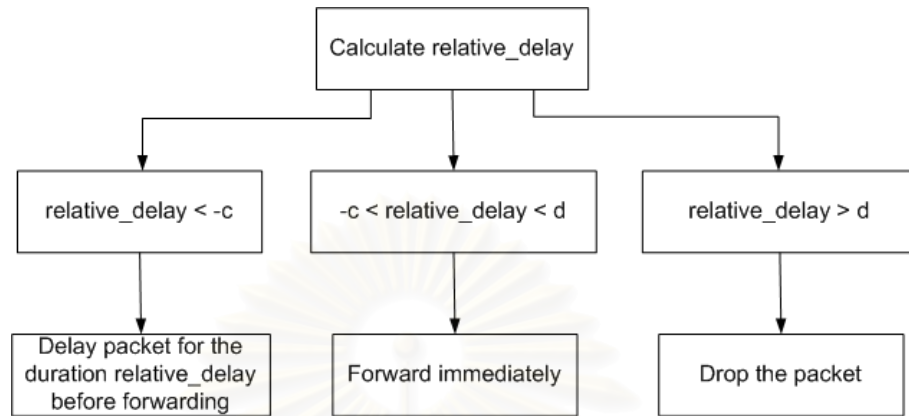 Calculate relative_delay
relative_delay < -c
-c < relative_delay < d
relative_delay > d
Delay packet for the
duration relative_delay
before forwarding
Forward immediately
Drop the packet